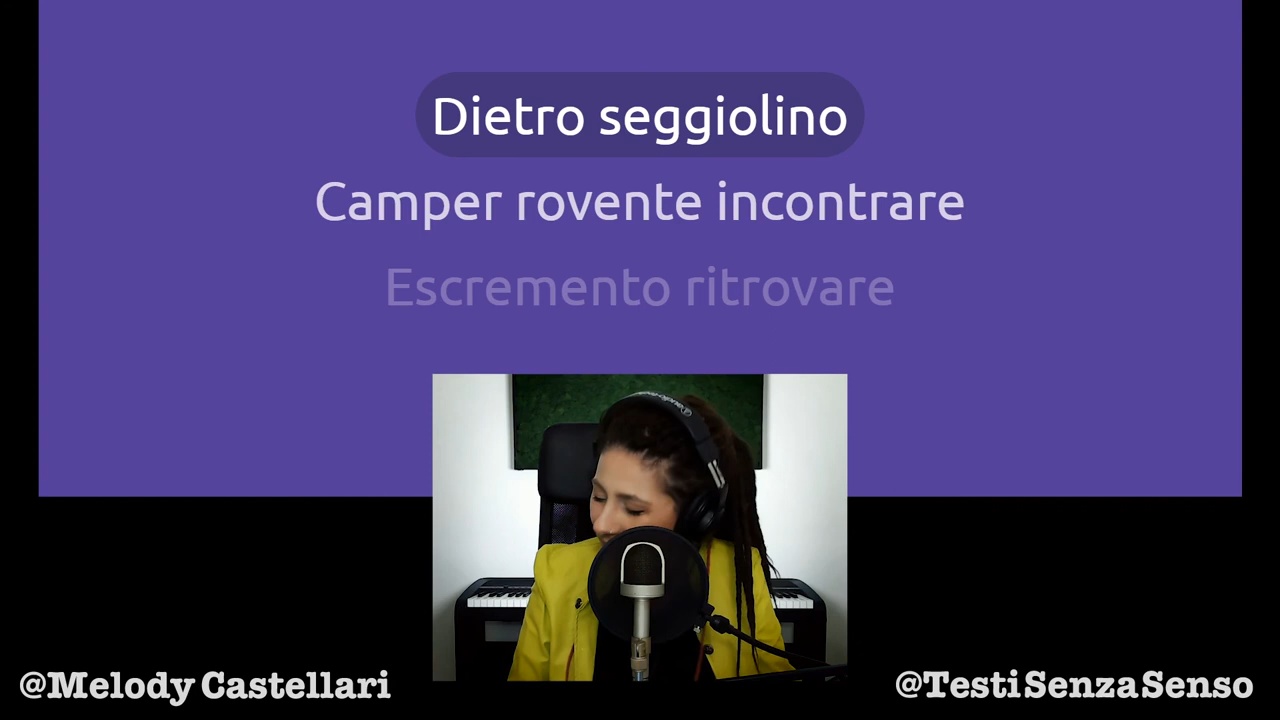 Dietro seggiolino
Camper rovente incontrare
Escremento ritrovare
@Melody Castellari
@TestiSenzaSenso